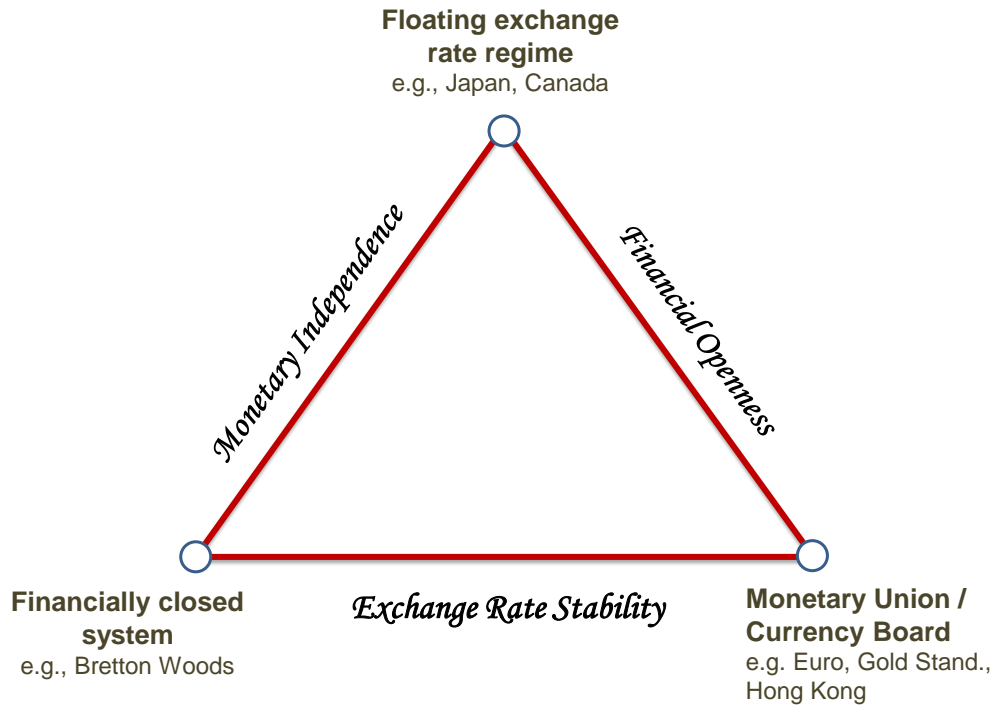 Floating exchange
rate regime
e.g., Japan, Canada
Monetary Independence
Financial Openness
Financially closed
system
e.g., Bretton Woods
Exchange Rate Stability
Monetary Union /
Currency Board
e.g. Euro, Gold Stand.,
Hong Kong